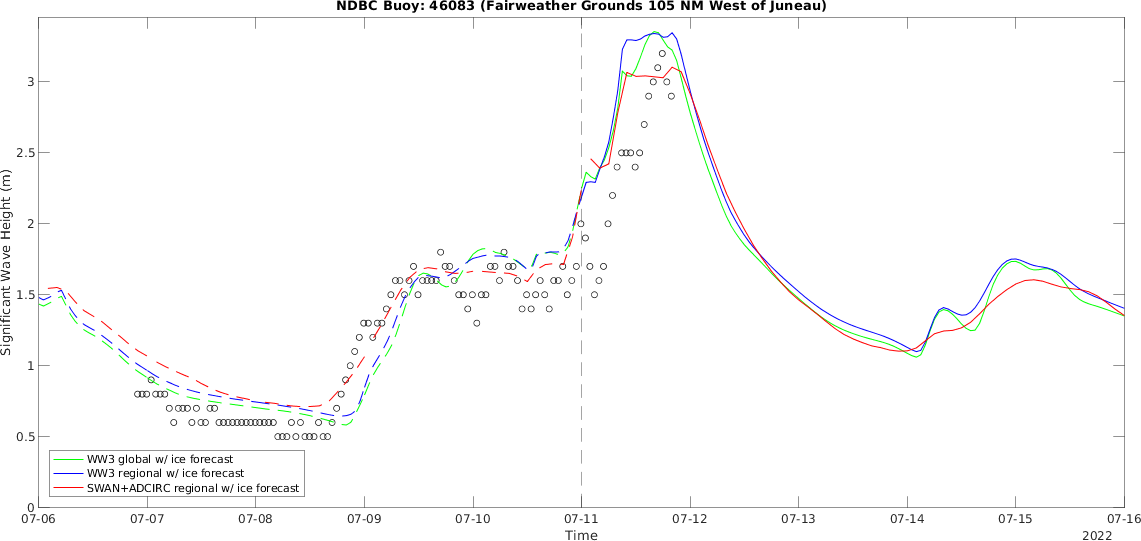 NDBC Buoy: 46083 (Fairweather Grounds 105 NM West of Juneau)
Significant Wave Height (m)
3
2.5
2
1.5
1
0.5
0
WW3 global w/ ice forecast
WW3 regional w/ ice forecast
SWAN+ADCIRC regional w/ ice forecast
07-06 07-07 07-08 07-09 07-10 07-11 07-12 07-13 07-14 07-15 07-16
Time
2022